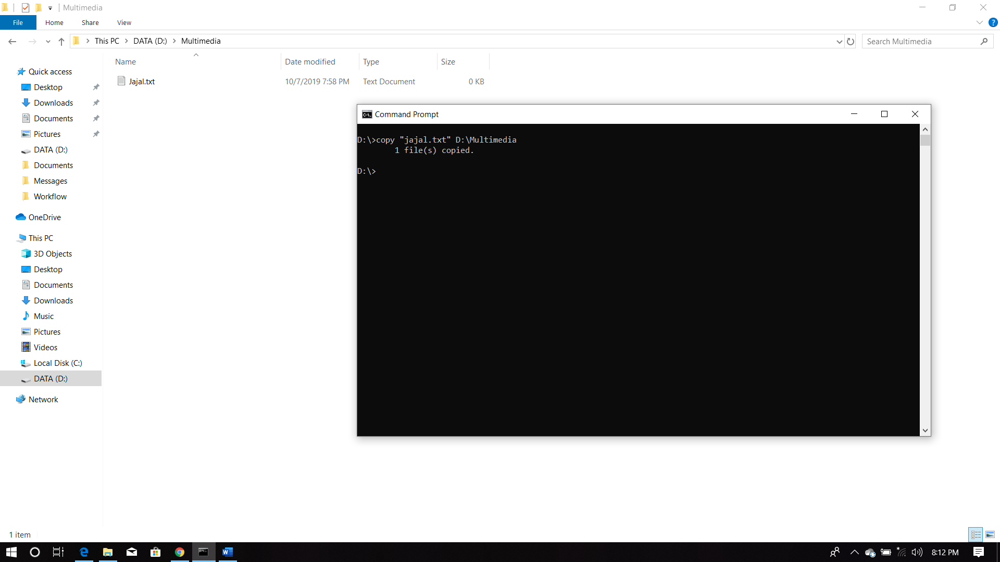 Multimedia
File Home Share View
This PC > DATA (D:) > Multimedia
Search Multimedia
Name Date modified Type Size
Jajal.txt 10/7/2019 7:58 PM Text Document 0 KB
Quick access
Desktop
Downloads
Documents
Pictures
DATA (D:)
Documents
Messages
Workflow
OneDrive
This PC
3D Objects
Desktop
Documents
Downloads
Music
Pictures
Videos
Local Disk (C:)
DATA (D:)
Network
Command Prompt
D:\>copy "jajal.txt" D:\Multimedia
1 file(s) copied.
D:\>
1 item
8:12 PM